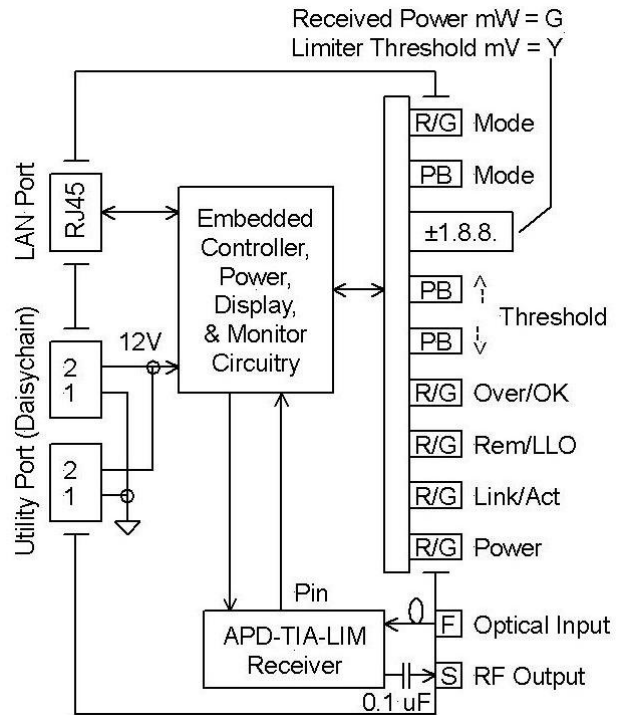 Received Power mW = G
Limiter Threshold mV = Y
R/G Mode
PB Mode
±1.8.8.
PB
Threshold
PB
R/G Over/OK
R/G Rem/LLO
R/G Link/Act
R/G Power
F Optical Input
S RF Output
LAN Port
RJ45
Embedded
Controller,
Power,
Display,
& Monitor
Circuitry
Utility Port (Daisychain)
12V
2
1
2
1
Pin
APD-TIA-LIM
Receiver
0.1 uF